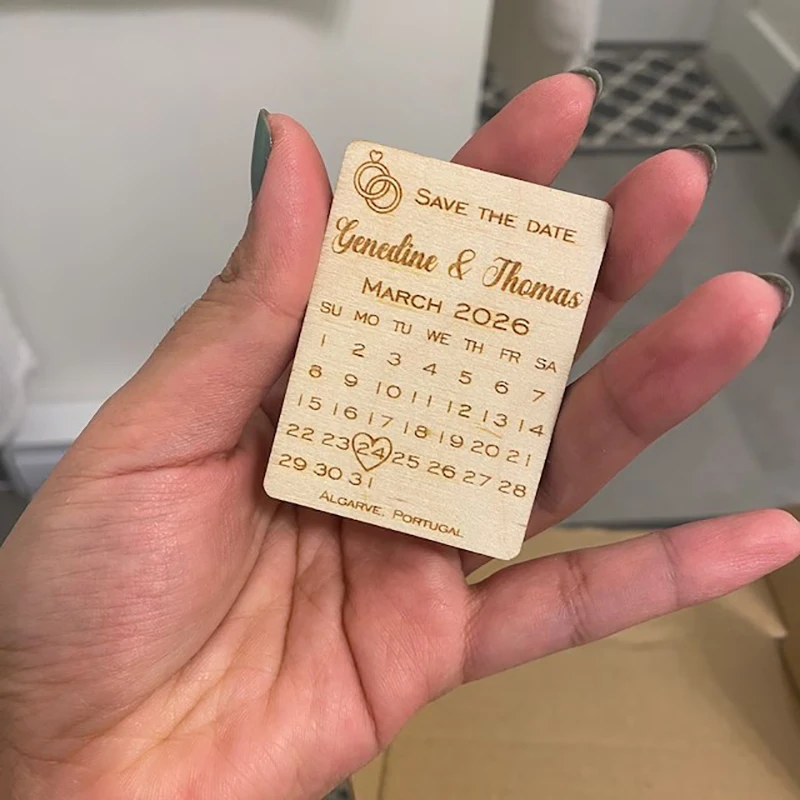 SAVE THE DATE
Genedine & Thomas
MARCH 2026
SU MO TU WE TH FR SA
1 2 3 4 5 6 7
8 9 10 11 12 13 14
15 16 17 18 19 20 21
22 23 24 25 26 27 28
29 30 31
ALGARVE, PORTUGAL